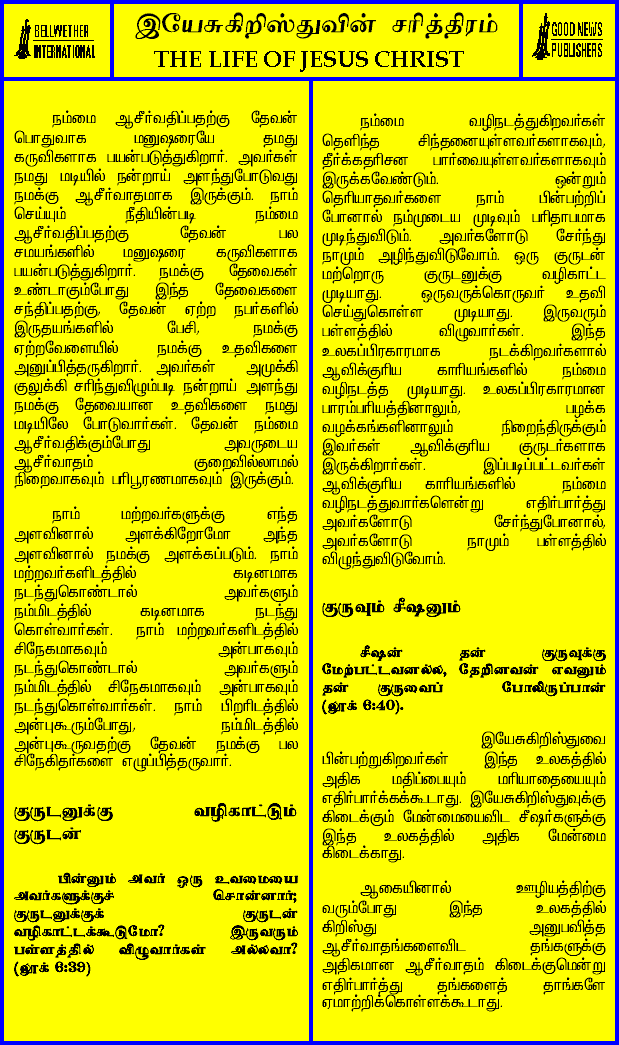 BELLWETHER
INTERNATIONAL
இயேசுகிறிஸ்துவின் சரித்திரம்
THE LIFE OF JESUS CHRIST
GOOD NEWS
PUBLISHERS
நம்மை ஆசீர்வதிப்பதற்கு தேவன்
பொதுவாக மனுஷரையே தமது
கருவிகளாக பயன்படுத்துகிறார். அவர்கள்
நமது மடியில் நன்றாய் அளந்துபோடுவது
நமக்கு ஆசீர்வாதமாக இருக்கும். நாம்
செய்யும் நீதியின்படி நம்மை
ஆசீர்வதிப்பதற்கு தேவன் பல
சமயங்களில் மனுஷரை கருவிகளாக
பயன்படுத்துகிறார். நமக்கு தேவைகள்
உண்டாகும்போது இந்த தேவைகளை
சந்திப்பதற்கு, தேவன் ஏற்ற நபர்களில்
இருதயங்களில் பேசி, நமக்கு
ஏற்றவேளையில் நமக்கு உதவிகளை
அனுப்பித்தருகிறார். அவர்கள் அமுக்கி
குலுக்கி சரிந்துவிழும்படி நன்றாய் அளந்து
நமக்கு தேவையான உதவிகளை நமது
மடியிலே போடுவார்கள். தேவன் நம்மை
ஆசீர்வதிக்கும்போது அவருடைய
ஆசீர்வாதம் குறைவில்லாமல்
நிறைவாகவும் பரிபூரணமாகவும் இருக்கும்.
நாம் மற்றவர்களுக்கு எந்த
அளவினால் அளக்கிறோமோ அந்த
அளவினால் நமக்கு அளக்கப்படும். நாம்
மற்றவர்களிடத்தில் கடினமாக
நடந்துகொண்டால் அவர்களும்
நம்மிடத்தில் கடினமாக நடந்து
கொள்வார்கள். நாம் மற்றவர்களிடத்தில்
சிநேகமாகவும் அன்பாகவும்
நடந்துகொண்டால் அவர்களும்
நம்மிடத்தில் சிநேகமாகவும் அன்பாகவும்
நடந்துகொள்வார்கள். நாம் பிறரிடத்தில்
அன்புகூரும்போது, நம்மிடத்தில்
அன்புகூருவதற்கு தேவன் நமக்கு பல
சிநேகிதர்களை எழுப்பித்தருவார்.
குருடனுக்கு வழிகாட்டும்
குருடன்
பின்னும் அவர் ஒரு உவமையை
அவர்களுக்குச் சொன்னார்;
குருடனுக்குக் குருடன்
வழிகாட்டக்கூடுமோ? இருவரும்
பள்ளத்தில் விழுவார்கள் அல்லவா?
(லூக் 6:39)
நம்மை வழிநடத்துகிறவர்கள்
தெளிந்த சிந்தனையுள்ளவர்களாகவும்,
தீர்க்கதரிசன பார்வையுள்ளவர்களாகவும்
இருக்கவேண்டும். ஒன்றும்
தெரியாதவர்களை நாம் பின்பற்றிப்
போனால் நம்முடைய முடிவும் பரிதாபமாக
முடிந்துவிடும். அவர்களோடு சேர்ந்து
நாமும் அழிந்துவிடுவோம். ஒரு குருடன்
மற்றொரு குருடனுக்கு வழிகாட்ட
முடியாது. ஒருவருக்கொருவர் உதவி
செய்துகொள்ள முடியாது. இருவரும்
பள்ளத்தில் விழுவார்கள். இந்த
உலகப்பிரகாரமாக நடக்கிறவர்களால்
ஆவிக்குரிய காரியங்களில் நம்மை
வழிநடத்த முடியாது. உலகப்பிரகாரமான
பாரம்பரியத்தினாலும், பழக்க
வழக்கங்களினாலும் நிறைந்திருக்கும்
இவர்கள் ஆவிக்குரிய குருடர்களாக
இருக்கிறார்கள். இப்படிப்பட்டவர்கள்
ஆவிக்குரிய காரியங்களில் நம்மை
வழிநடத்துவார்களென்று எதிர்பார்த்து
அவர்களோடு சேர்ந்துபோனால்,
அவர்களோடு நாமும் பள்ளத்தில்
விழுந்துவிடுவோம்.
குருவும் சீஷனும்
சீஷன் தன் குருவுக்கு
மேற்பட்டவனல்ல, தேறினவன் எவனும்
தன் குருவைப் போலிருப்பான்
(லூக் 6:40).
இயேசுகிறிஸ்துவை
பின்பற்றுகிறவர்கள் இந்த உலகத்தில்
அதிக மதிப்பையும் மரியாதையையும்
எதிர்பார்க்கக்கூடாது. இயேசுகிறிஸ்துவுக்கு
கிடைக்கும் மேன்மையைவிட சீஷர்களுக்கு
இந்த உலகத்தில் அதிக மேன்மை
கிடைக்காது.
ஆகையினால் ஊழியத்திற்கு
வரும்போது இந்த உலகத்தில்
கிறிஸ்து அனுபவித்த
ஆசீர்வாதங்களைவிட தங்களுக்கு
அதிகமான ஆசீர்வாதம் கிடைக்குமென்று
எதிர்பார்த்து தங்களைத் தாங்களே
ஏமாற்றிக்கொள்ளக்கூடாது.